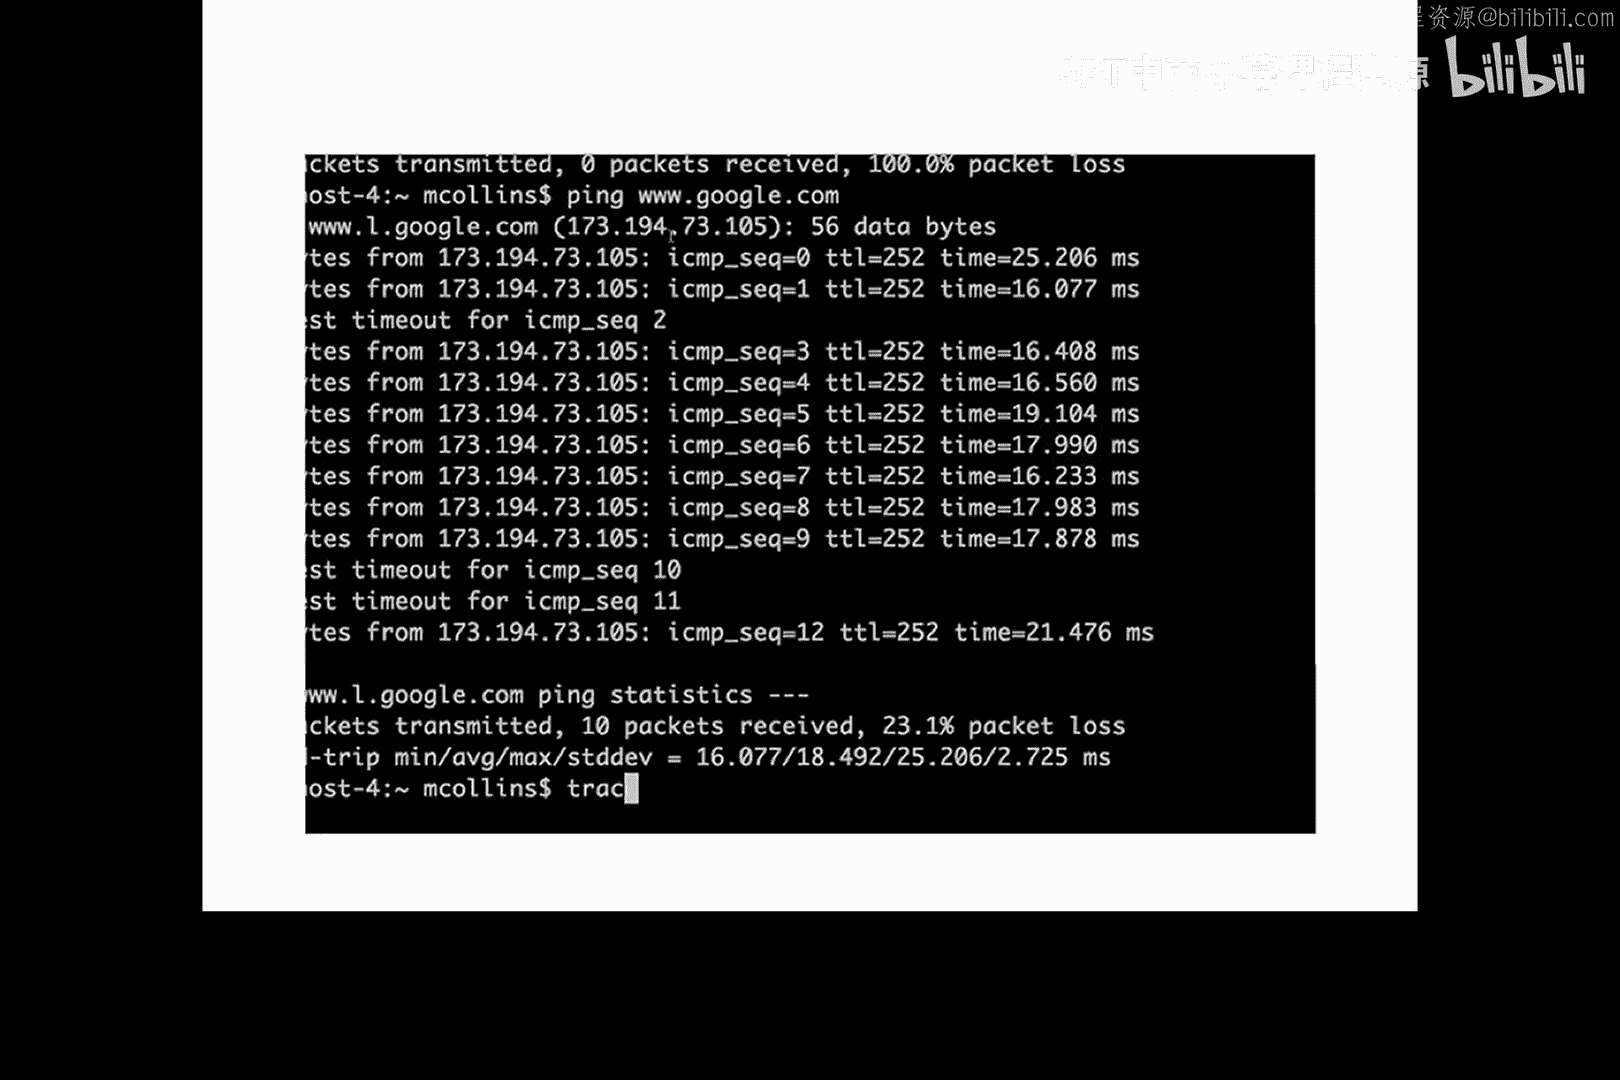 资源@bilibili.com
源 bilibili
ckets transmitted, 0 packets received, 100.0% packet loss
ost-4:~ mcollins$ ping www.google.com
www.l.google.com (173.194.73.105): 56 data bytes
tes from 173.194.73.105: icmp_seq=0 ttl=252 time=25.206 ms
tes from 173.194.73.105: icmp_seq=1 ttl=252 time=16.077 ms
st timeout for icmp_seq 2
tes from 173.194.73.105: icmp_seq=3 ttl=252 time=16.408 ms
tes from 173.194.73.105: icmp_seq=4 ttl=252 time=16.560 ms
tes from 173.194.73.105: icmp_seq=5 ttl=252 time=19.104 ms
tes from 173.194.73.105: icmp_seq=6 ttl=252 time=17.990 ms
tes from 173.194.73.105: icmp_seq=7 ttl=252 time=16.233 ms
tes from 173.194.73.105: icmp_seq=8 ttl=252 time=17.983 ms
tes from 173.194.73.105: icmp_seq=9 ttl=252 time=17.878 ms
st timeout for icmp_seq 10
st timeout for icmp_seq 11
tes from 173.194.73.105: icmp_seq=12 ttl=252 time=21.476 ms
ww.l.google.com ping statistics ---
ckets transmitted, 10 packets received, 23.1% packet loss
-trip min/avg/max/stddev = 16.077/18.492/25.206/2.725 ms
ost-4:~ mcollins$ trac